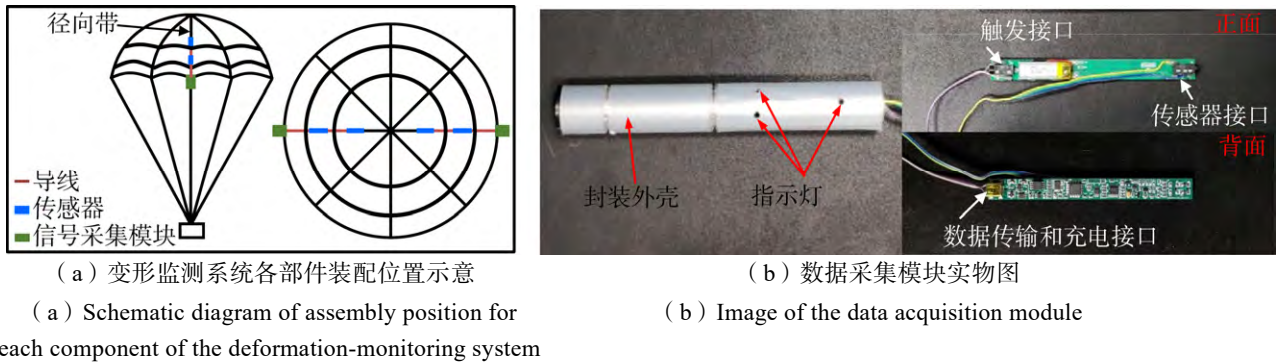 径向带
导线
传感器
信号采集模块
封装外壳
指示灯
触发接口
正面
传感器接口
背面
数据传输和充电接口
（a）变形监测系统各部件装配位置示意
（b）数据采集模块实物图
（a）Schematic diagram of assembly position for
each component of the deformation-monitoring system
（b）Image of the data acquisition module